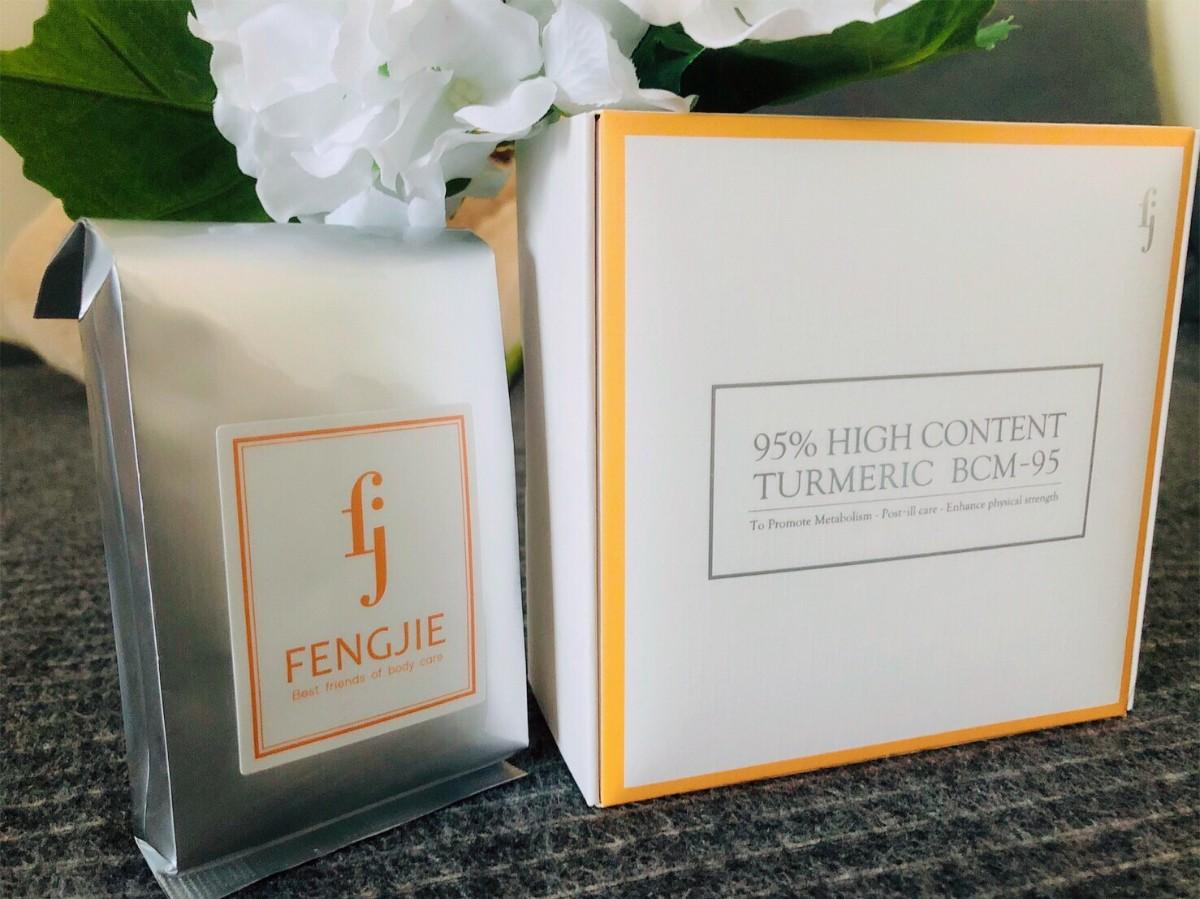 fj
FENGJIE
Best friends of body care
fj
95% HIGH CONTENT
TURMERIC BCM-95
To Promote Metabolism - Post-ill care - Enhance physical strength